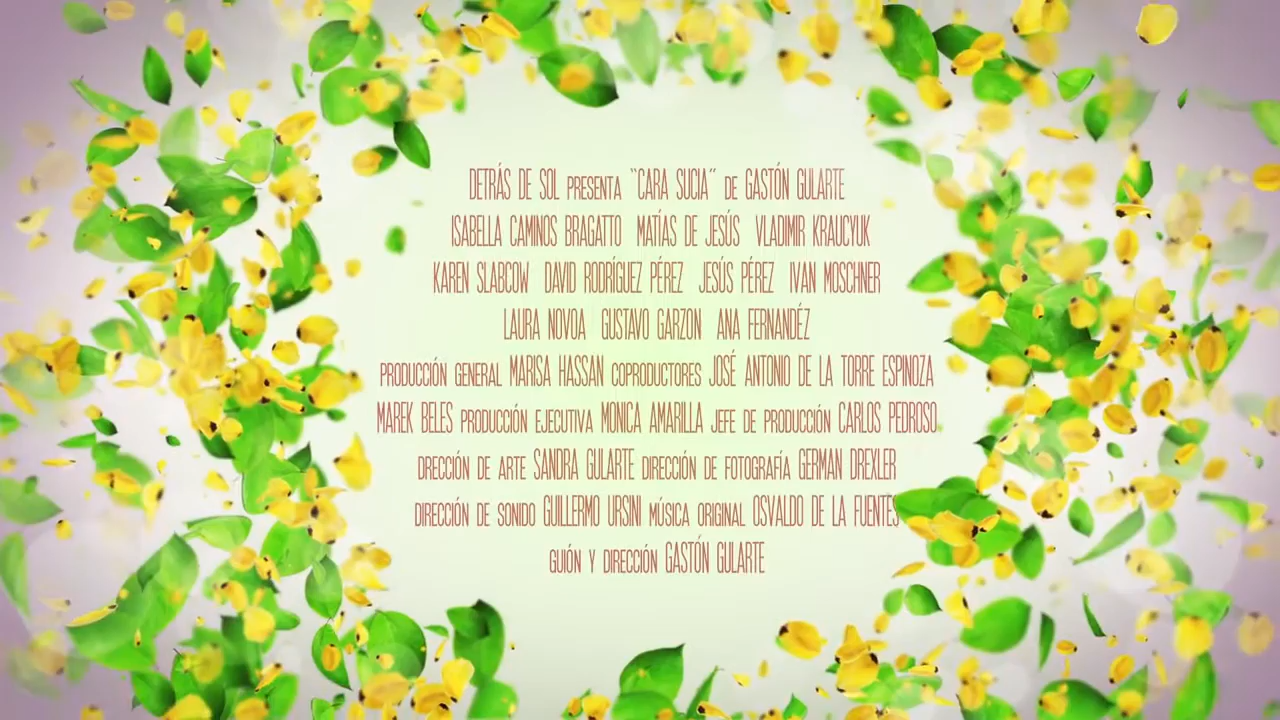 DETRÁS DE SOL PRESENTA "CARA SUCIA" DE GASTÓN GULARTE
ISABELLA CAMINOS BRAGATTO MATÍAS DE JESÚS VLADIMIR KRAUCYUK
KAREN SLABCOW DAVID RODRÍGUEZ PÉREZ JESÚS PÉREZ IVAN MOSCHNER
LAURA NOVOA GUSTAVO GARZON ANA FERNANDÉZ
PRODUCCIÓN GENERAL MARISA HASSAN COPRODUCTORES JOSÉ ANTONIO DE LA TORRE ESPINOZA
MAREK BELES PRODUCCIÓN EJECUTIVA MONICA AMARILLA JEFE DE PRODUCCIÓN CARLOS PEDROSO
DRECCIÓN DE ARTE SANDRA GULARTE DIRECCIÓN DE FOTOGRAFÍA GERMAN DREXLER
DIRECCIÓN DE SONIDO GUILLERMO URSINI MÚSICA ORIGINAL OSVALDO DE LA FUENTES
GUIÓN Y DIRECCIÓN GASTÓN GULARTE